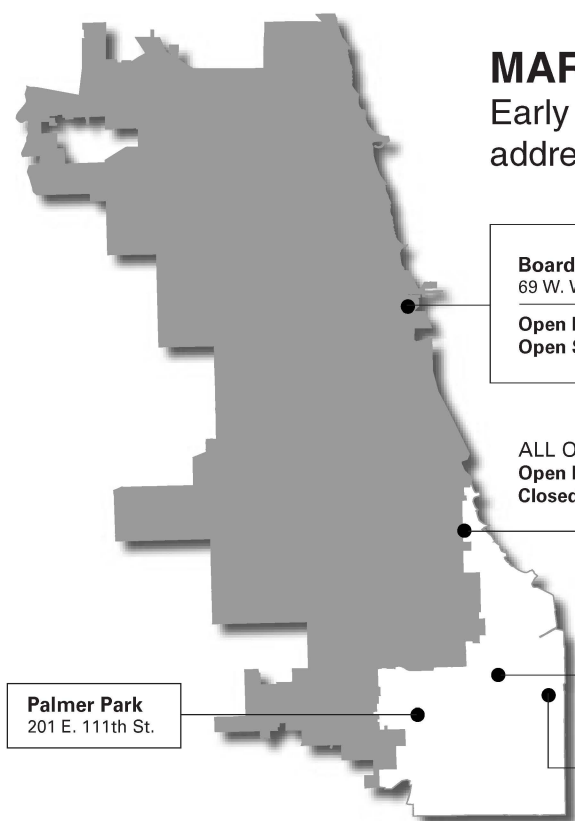 MAP
Early
addre
Board
69 W. W
Open
Open S
ALL O
Open
Closed
Palmer Park
201 E. 111th St.